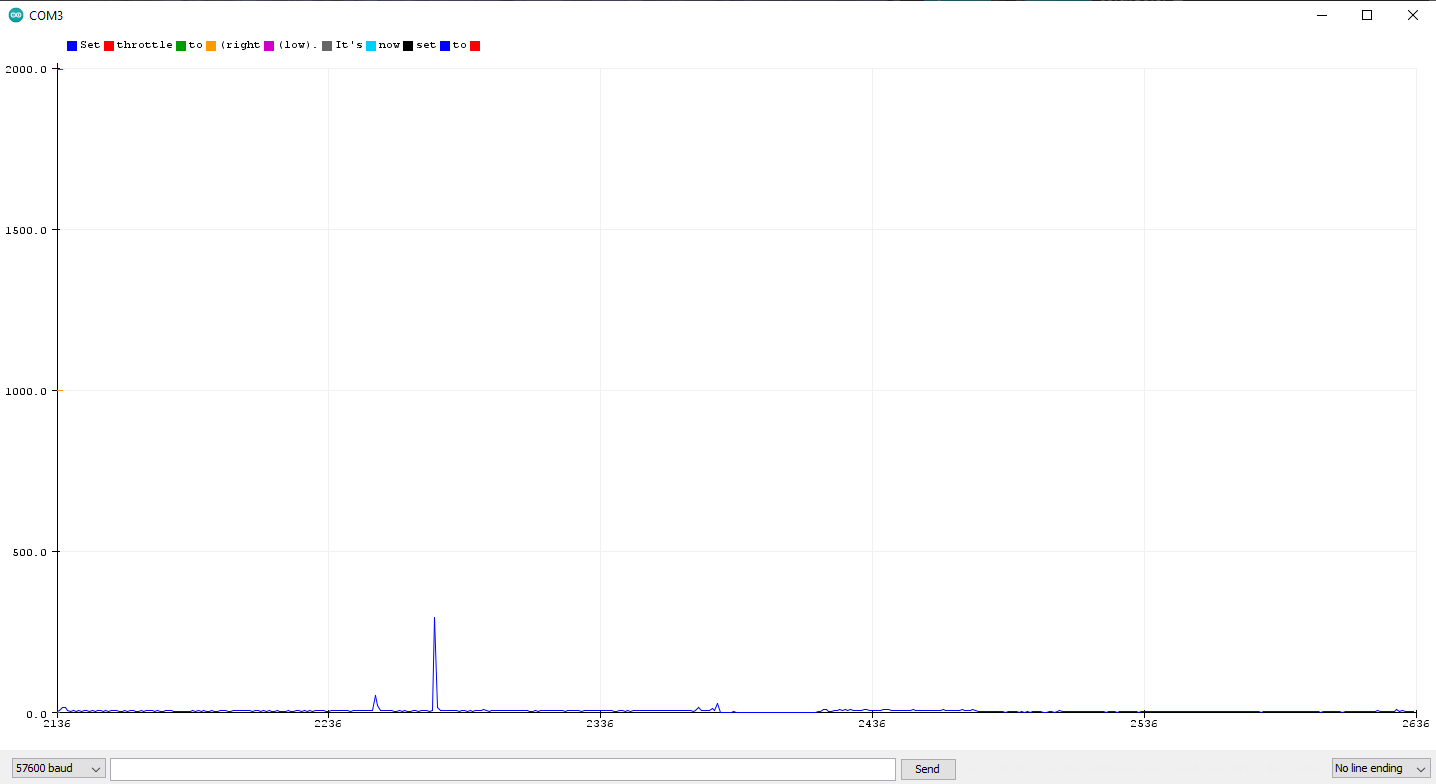 COM3
Set throttle to (right (low). It's now set to
2000.0
1500.0
1000.0
500.0
0.0
2136 2236 2336 2436 2536 2636
57600 baud Send No line ending